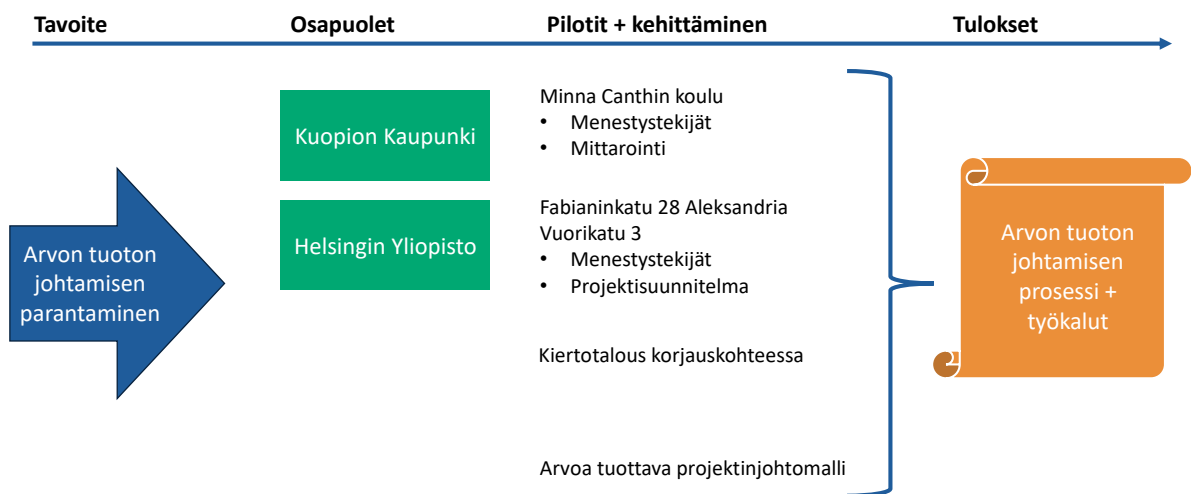 Tavoite
Osapuolet
Pilotit + kehittäminen
Tulokset
Arvon tuoton
johtamisen
parantaminen
Kuopion Kaupunki
Helsingin Yliopisto
Minna Canthin koulu
• Menestystekijät
• Mittarointi
Fabianinkatu 28 Aleksandria
Vuorikatu 3
• Menestystekijät
• Projektisuunnitelma
Kiertotalous korjauskohteessa
Arvoa tuottava projektinjohtomalli
Arvon tuoton
johtamisen
prosessi +
työkalut